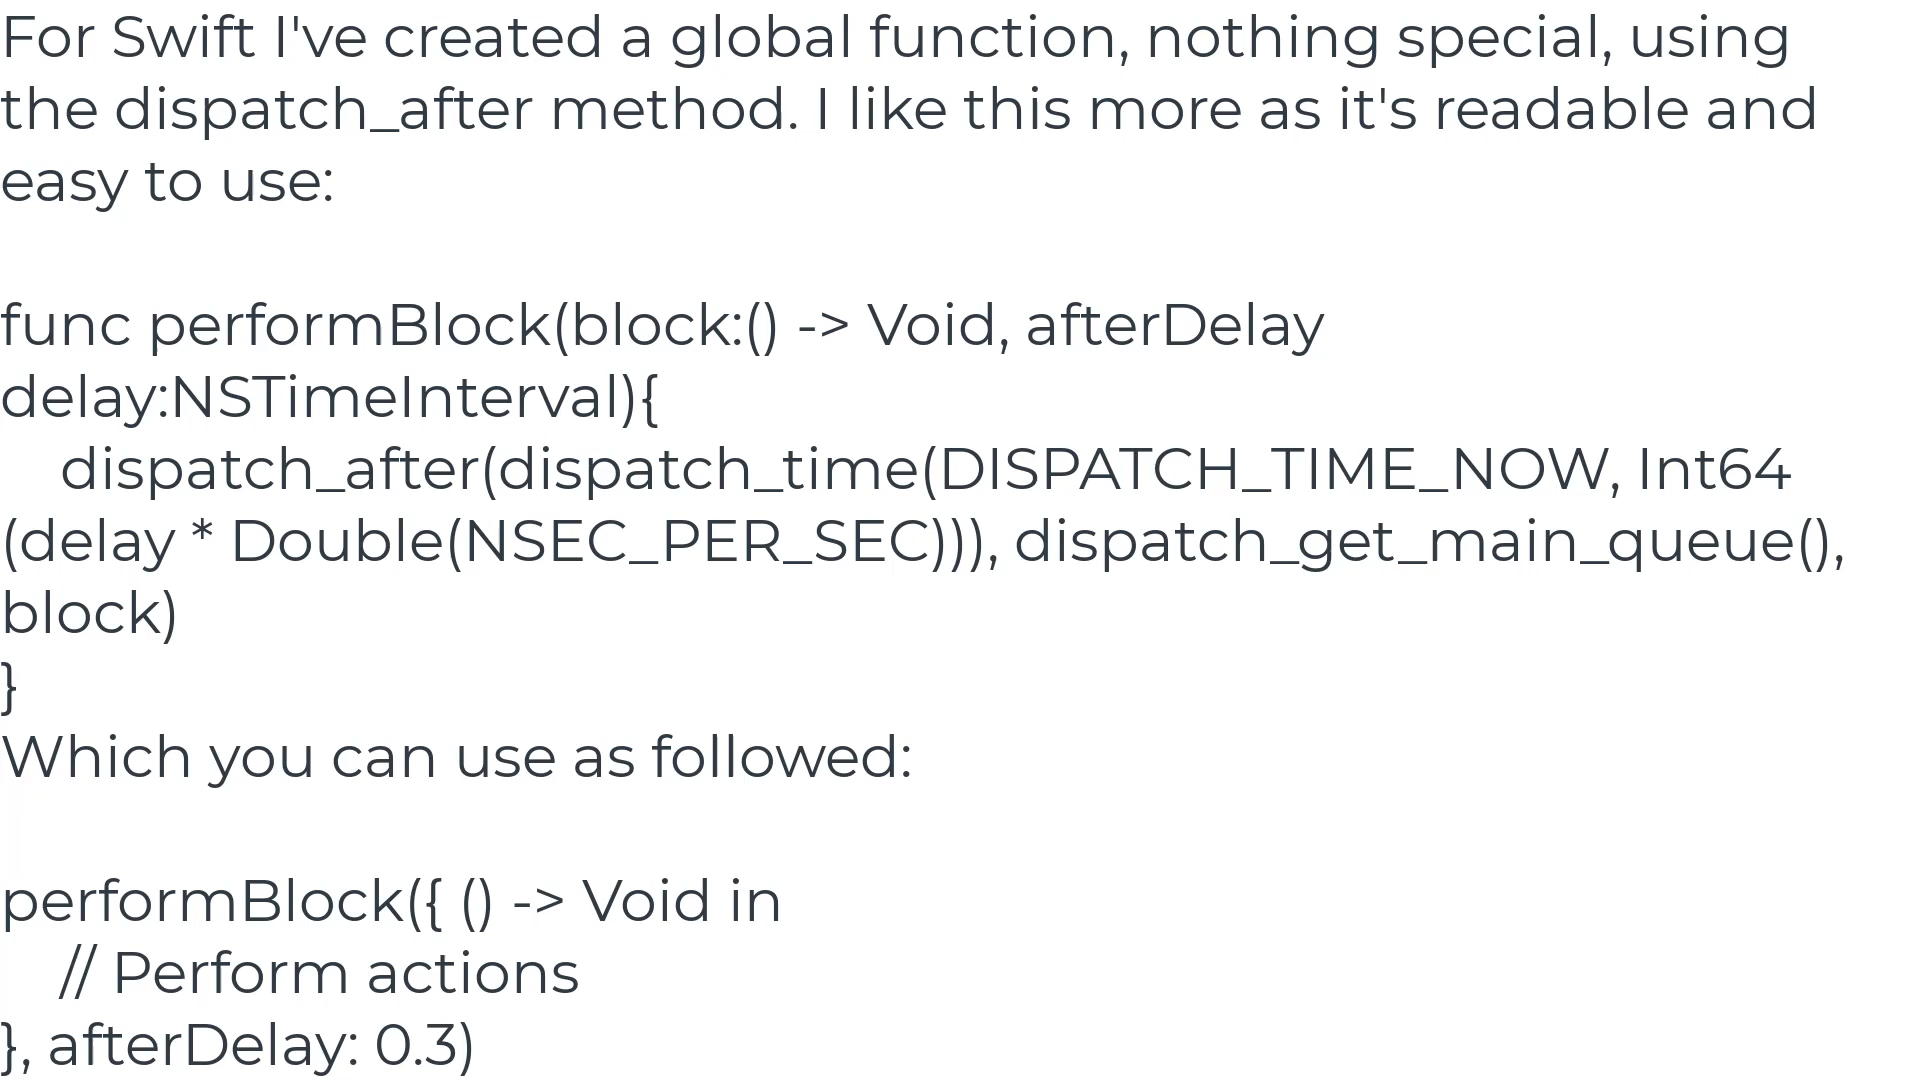 For Swift I've created a global function, nothing special, using
the dispatch_after method. I like this more as it's readable and
easy to use:
func performBlock(block:() -> Void, afterDelay
delay:NSTimeInterval){
dispatch_after(dispatch_time(DISPATCH_TIME_NOW, Int64
(delay * Double(NSEC_PER_SEC))), dispatch_get_main_queue(),
block)
}
Which you can use as followed:
performBlock({ () -> Void in
// Perform actions
}, afterDelay: 0.3)